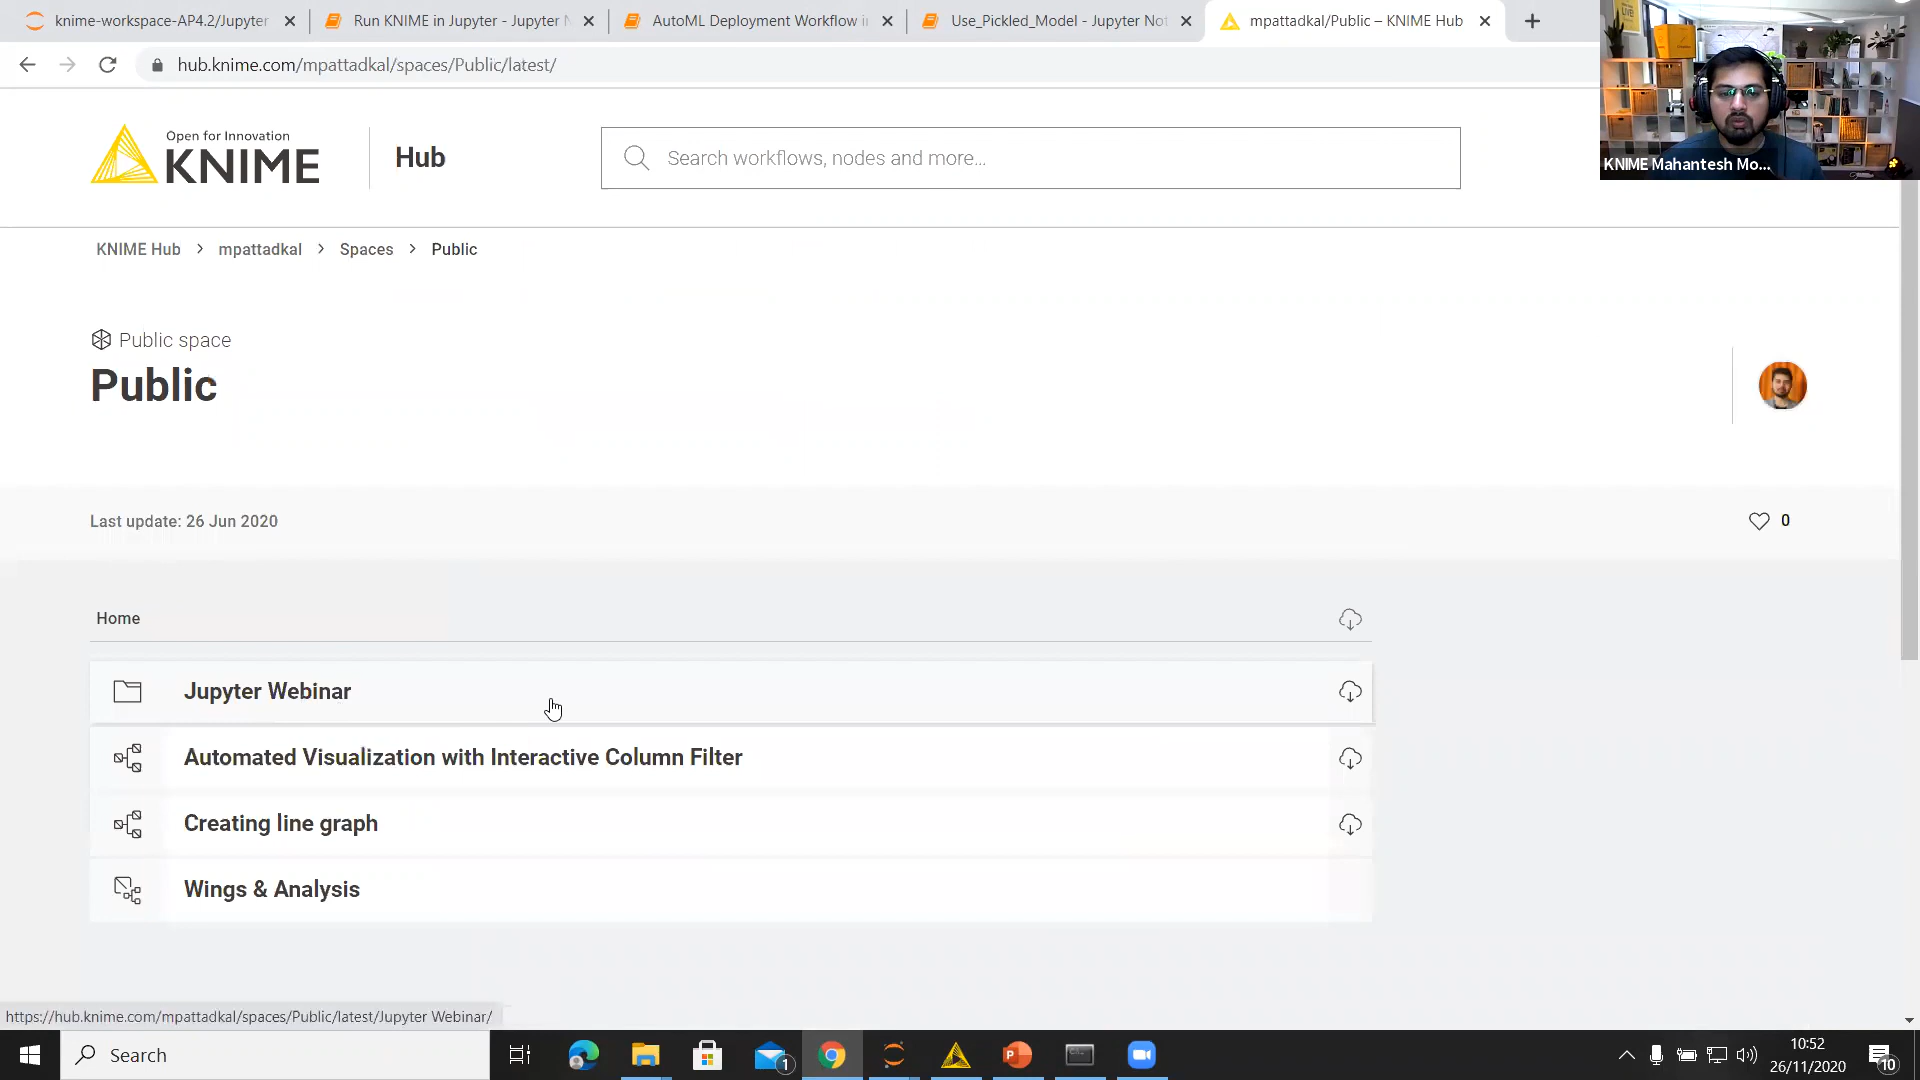 knime-workspace-AP4.2/Jupyter
Run KNIME in Jupyter - Jupyter N
AutoML Deployment Workflow in
Use_Pickled_Model - Jupyter Not
mpattadkal/Public – KNIME Hub
hub.knime.com/mpattadkal/spaces/Public/latest/
KNIME Mahantesh Mo...
Open for Innovation
KNIME
Hub
Search workflows, nodes and more...
KNIME Hub > mpattadkal > Spaces > Public
Public space
Public
Last update: 26 Jun 2020
0
Home
Jupyter Webinar
Automated Visualization with Interactive Column Filter
Creating line graph
Wings & Analysis
https://hub.knime.com/mpattadkal/spaces/Public/latest/Jupyter Webinar/
Search
1
10:52
26/11/2020
10